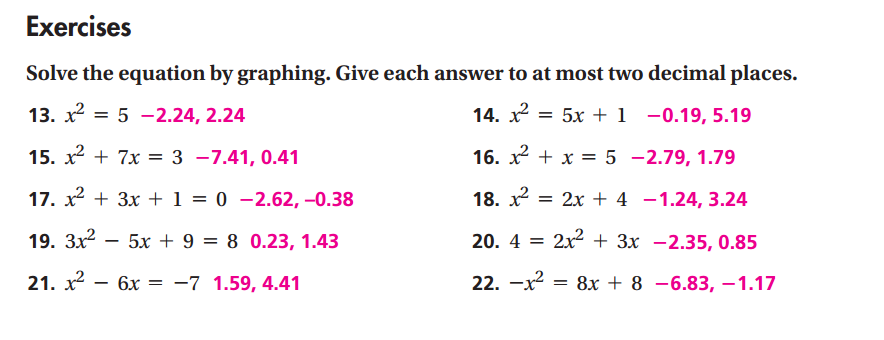 Exercises
Solve the equation by graphing. Give each answer to at most two decimal places.
13. x² = 5 −2.24, 2.24
14. x² = 5x + 1 −0.19, 5.19
15. x² + 7x = 3 −7.41, 0.41
16. x² + x = 5 −2.79, 1.79
17. x² + 3x + 1 = 0 −2.62, −0.38
18. x² = 2x + 4 −1.24, 3.24
19. 3x² − 5x + 9 = 8 0.23, 1.43
20. 4 = 2x² + 3x −2.35, 0.85
21. x² − 6x = −7 1.59, 4.41
22. −x² = 8x + 8 −6.83, −1.17